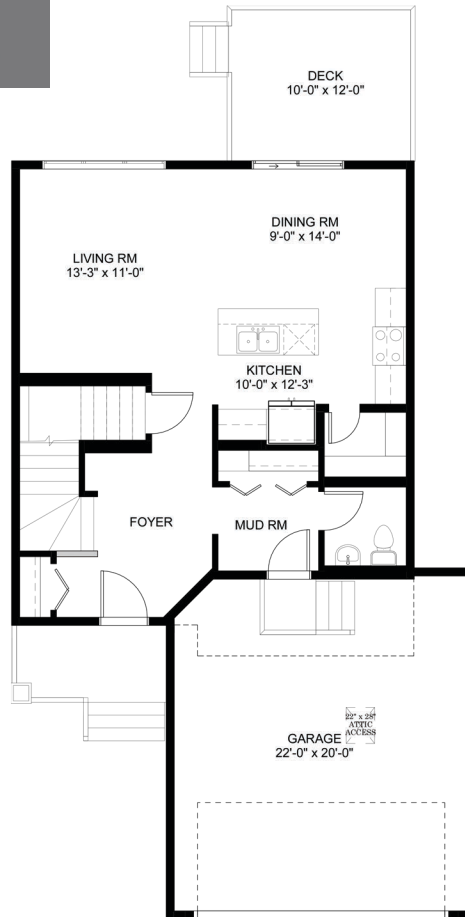 DECK
10'-0" x 12'-0"
DINING RM
9'-0" x 14'-0"
LIVING RM
13'-3" x 11'-0"
KITCHEN
10'-0" x 12'-3"
FOYER
MUD RM
22" x 28"
ATTIC
ACCESS
GARAGE
22'-0" x 20'-0"